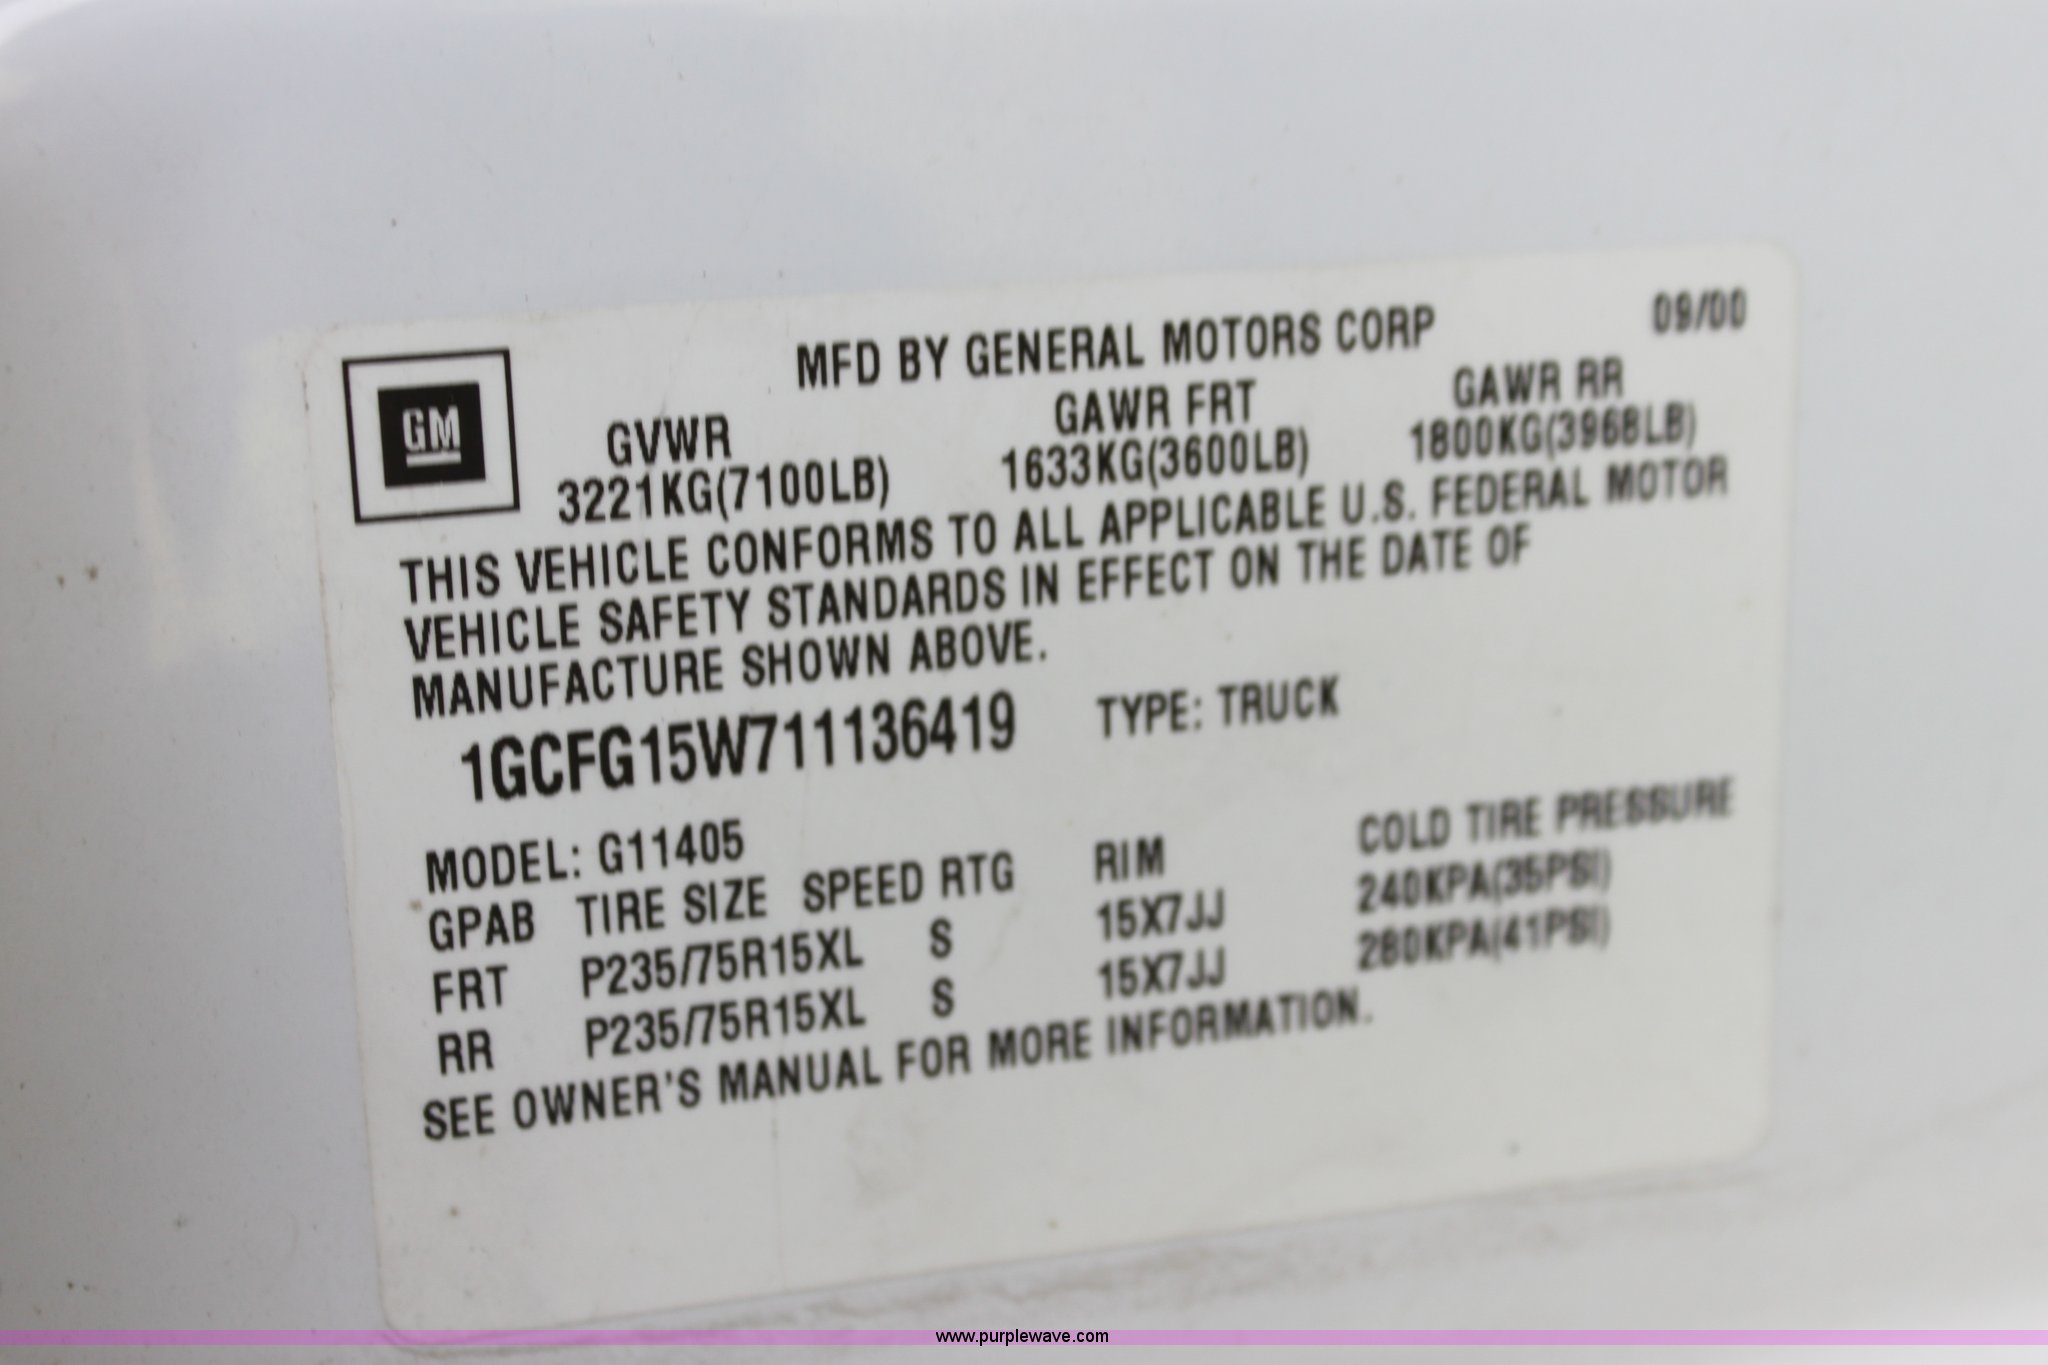 MFD BY GENERAL MOTORS CORP 09/00
GM
GVWR GAWR FRT GAWR RR
3221KG(7100LB) 1633KG(3600LB) 1800KG(3968LB)
THIS VEHICLE CONFORMS TO ALL APPLICABLE U.S. FEDERAL MOTOR
VEHICLE SAFETY STANDARDS IN EFFECT ON THE DATE OF
MANUFACTURE SHOWN ABOVE.
1GCFG15W711136419 TYPE: TRUCK
MODEL: G11405
GPAB TIRE SIZE SPEED RTG RIM COLD TIRE PRESSURE
FRT P235/75R15XL S 15X7JJ 240KPA(35PSI)
RR P235/75R15XL S 15X7JJ 280KPA(41PSI)
SEE OWNER'S MANUAL FOR MORE INFORMATION.
www.purplewave.com